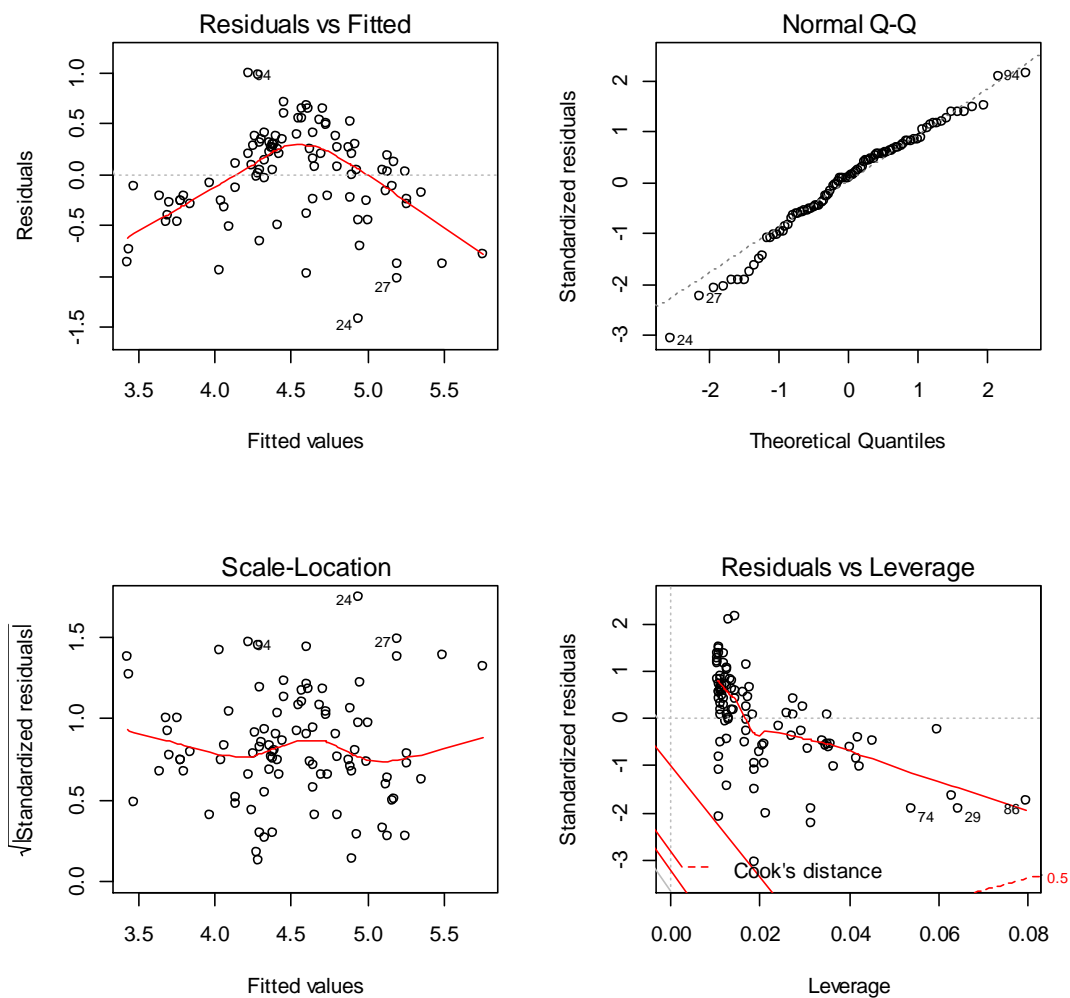 Residuals vs Fitted
Residuals
1.0
0.5
0.0
-0.5
-1.5
94
27
24
3.5 4.0 4.5 5.0 5.5
Fitted values
Normal Q-Q
Standardized residuals
2
1
0
-1
-2
-3
94
27
24
-2 -1 0 1 2
Theoretical Quantiles
Scale-Location
√|Standardized residuals|
1.5
1.0
0.5
0.0
24
94
27
3.5 4.0 4.5 5.0 5.5
Fitted values
Residuals vs Leverage
Standardized residuals
2
1
0
-1
-2
-3
74 29 86
Cook's distance
0.5
0.00 0.02 0.04 0.06 0.08
Leverage